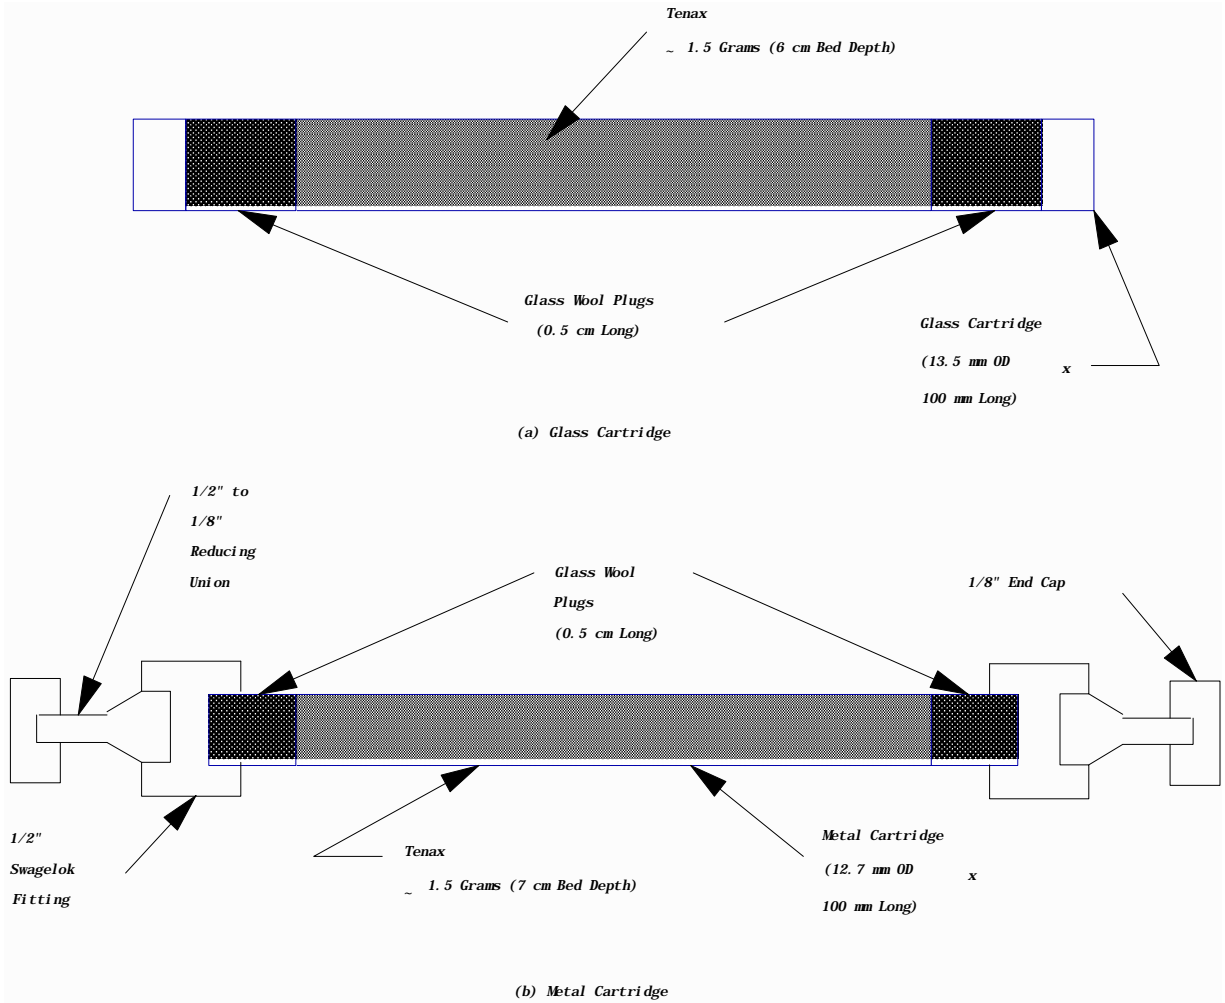 Tenax
~ 1.5 Grams (6 cm Bed Depth)
Glass Wool Plugs
(0.5 cm Long)
Glass Cartridge
(13.5 mm OD x
100 mm Long)
(a) Glass Cartridge
1/2" to
1/8"
Reducing
Union
Glass Wool
Plugs
(0.5 cm Long)
1/8" End Cap
1/2"
Swagelok
Fitting
Tenax
~ 1.5 Grams (7 cm Bed Depth)
Metal Cartridge
(12.7 mm OD x
100 mm Long)
(b) Metal Cartridge